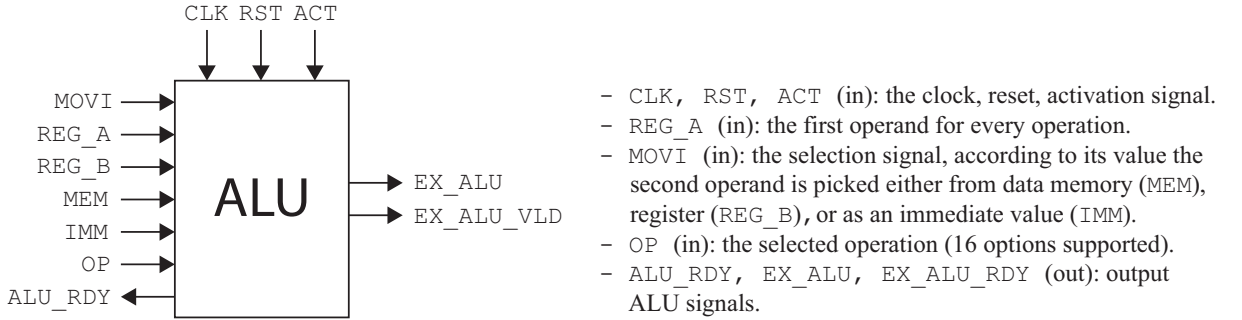 CLK RST ACT
MOVI
REG_A
REG_B
MEM
IMM
OP
ALU_RDY
ALU
EX_ALU
EX_ALU_VLD
- CLK, RST, ACT (in): the clock, reset, activation signal.
- REG_A (in): the first operand for every operation.
- MOVI (in): the selection signal, according to its value the
second operand is picked either from data memory (MEM),
register (REG_B), or as an immediate value (IMM).
- OP (in): the selected operation (16 options supported).
- ALU_RDY, EX_ALU, EX_ALU_RDY (out): output
ALU signals.